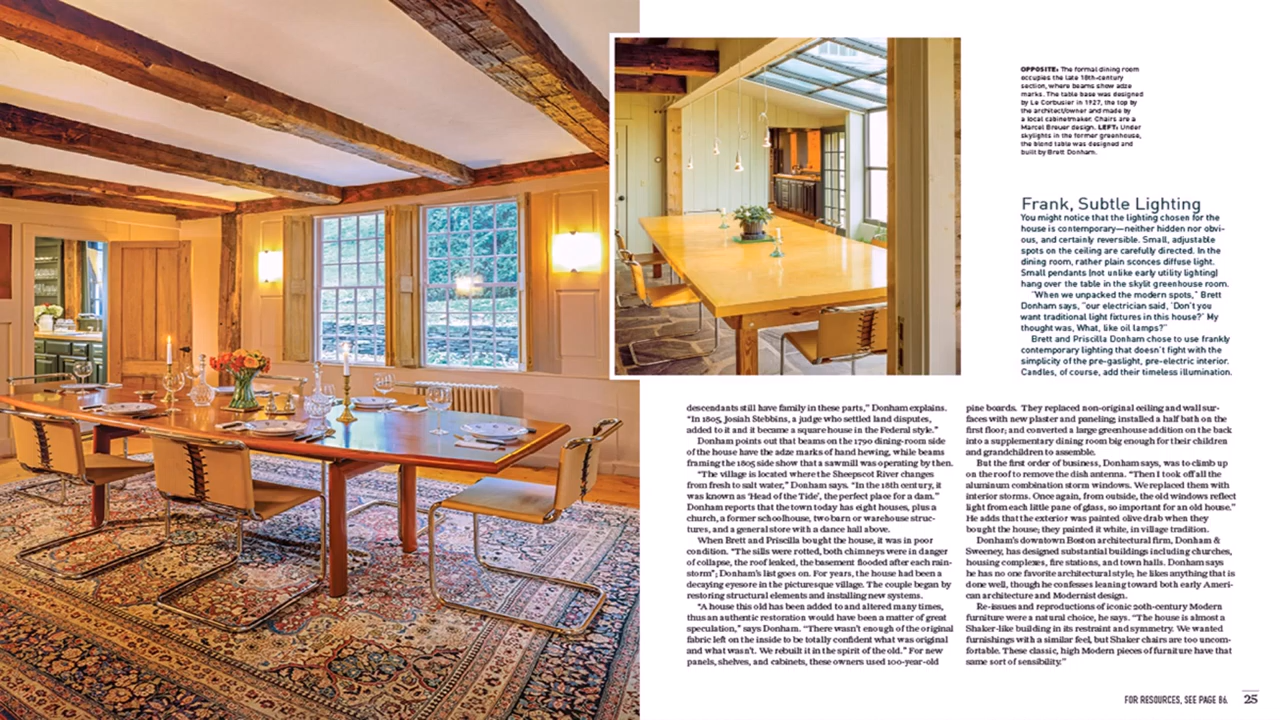 OPPOSITE: The formal dining room
occupies the late 18th-century
section, where beams show adze
marks. The table base was designed
by Le Corbusier in 1927, the top by
the architect/owner and made by
a local cabinetmaker. Chairs are a
Marcel Breuer design. LEFT: Under
skylights in the former greenhouse,
the blond table was designed and
built by Brett Donham.
Frank, Subtle Lighting
You might notice that the lighting chosen for the
house is contemporary—neither hidden nor obvi-
ous, and certainly reversible. Small, adjustable
spots on the ceiling are carefully directed. In the
dining room, rather plain sconces diffuse light.
Small pendants (not unlike early utility lighting)
hang over the table in the skylit greenhouse room.
“When we unpacked the modern spots,” Brett
Donham says, “our electrician said, ‘Don’t you
want traditional light fixtures in this house?’ My
thought was, What, like oil lamps?”
Brett and Priscilla Donham chose to use frankly
contemporary lighting that doesn’t fight with the
simplicity of the pre-gaslight, pre-electric interior.
Candles, of course, add their timeless illumination.
descendants still have family in these parts,” Donham explains.
“In 1805, Josiah Stebbins, a judge who settled land disputes,
added to it and it became a square house in the Federal style.”
Donham points out that beams on the 1790 dining-room side
of the house have the adze marks of hand hewing, while beams
framing the 1805 side show that a sawmill was operating by then.
“The village is located where the Sheepscot River changes
from fresh to salt water,” Donham says. “In the 18th century, it
was known as ‘Head of the Tide’, the perfect place for a dam.”
Donham reports that the town today has eight houses, plus a
church, a former schoolhouse, two barn or warehouse struc-
tures, and a general store with a dance hall above.
When Brett and Priscilla bought the house, it was in poor
condition. “The sills were rotted, both chimneys were in danger
of collapse, the roof leaked, the basement flooded after each rain-
storm”; Donham’s list goes on. For years, the house had been a
decaying eyesore in the picturesque village. The couple began by
restoring structural elements and installing new systems.
“A house this old has been added to and altered many times,
thus an authentic restoration would have been a matter of great
speculation,” says Donham. “There wasn’t enough of the original
fabric left on the inside to be totally confident what was original
and what wasn’t. We rebuilt it in the spirit of the old.” For new
panels, shelves, and cabinets, these owners used 100-year-old
pine boards. They replaced non-original ceiling and wall sur-
faces with new plaster and paneling; installed a half bath on the
first floor; and converted a large greenhouse addition on the back
into a supplementary dining room big enough for their children
and grandchildren to assemble.
But the first order of business, Donham says, was to climb up
on the roof to remove the dish antenna. “Then I took off all the
aluminum combination storm windows. We replaced them with
interior storms. Once again, from outside, the old windows reflect
light from each little pane of glass, so important for an old house.”
He adds that the exterior was painted olive drab when they
bought the house; they painted it white, in village tradition.
Donham’s downtown Boston architectural firm, Donham &
Sweeney, has designed substantial buildings including churches,
housing complexes, fire stations, and town halls. Donham says
he has no one favorite architectural style; he likes anything that is
done well, though he confesses leaning toward both early Ameri-
can architecture and Modernist design.
Re-issues and reproductions of iconic 20th-century Modern
furniture were a natural choice, he says. “The house is almost a
Shaker-like building in its restraint and symmetry. We wanted
furnishings with a similar feel, but Shaker chairs are too uncom-
fortable. These classic, high Modern pieces of furniture have that
same sort of sensibility.”
FOR RESOURCES, SEE PAGE 86. 25